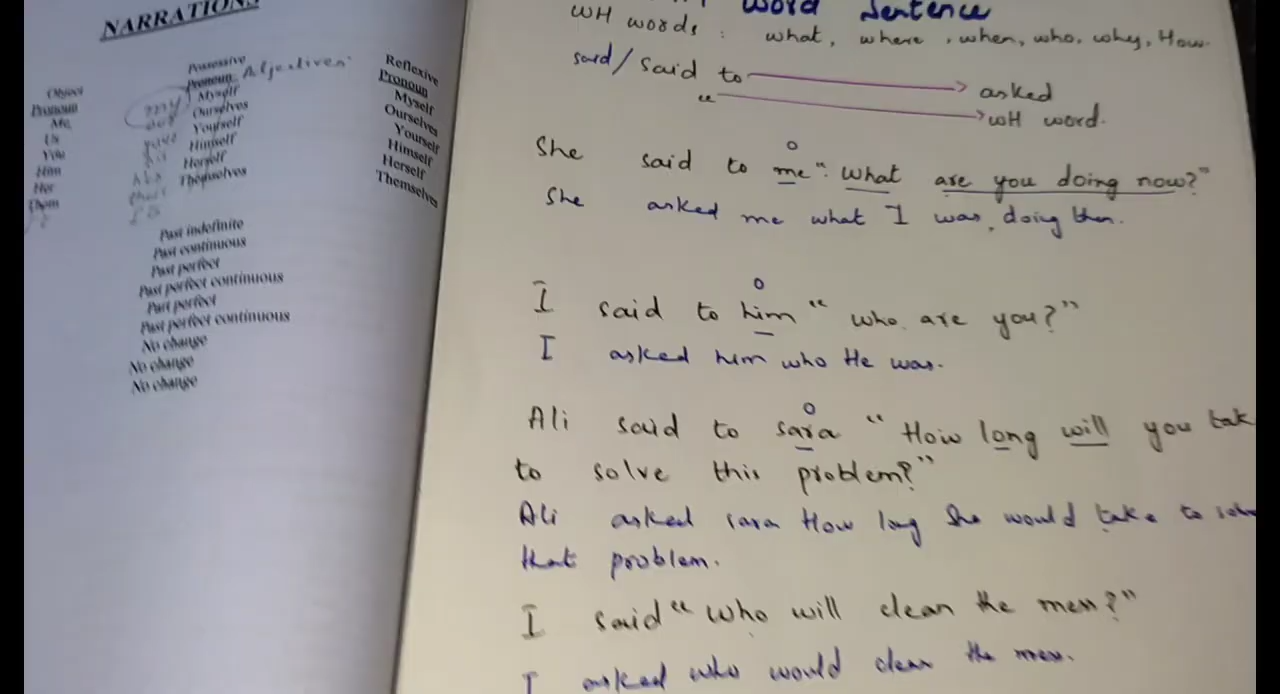 NARRATIONS
Object
Pronoun
Me,
Us
You
Him
Her
Them
Possessive
Pronoun Adjectives.
Myself
Ourselves
Yourself
Himself
Herself
Themselves
my
Reflexive
Pronoun
Myself
Ourselves
Yourself
Himself
Herself
Themselves
Past indefinite
Past continuous
Past perfect
Past perfect continuous
Part perfect
Past perfect continuous
No change
No change
No change
Word Sentence
WH words: what, where, when, who, why, How.
said/said to asked
" WH word.
O
She said to me "What are you doing now?"
She asked me what I was doing then.
O
I said to him "who are you?"
I asked him who He was.
O
Ali said to sara "How long will you tak
to solve this problem?"
Ali asked sara How long She would take to solve
that problem.
I said "who will clean the mess?"
I asked who would clean the mess.